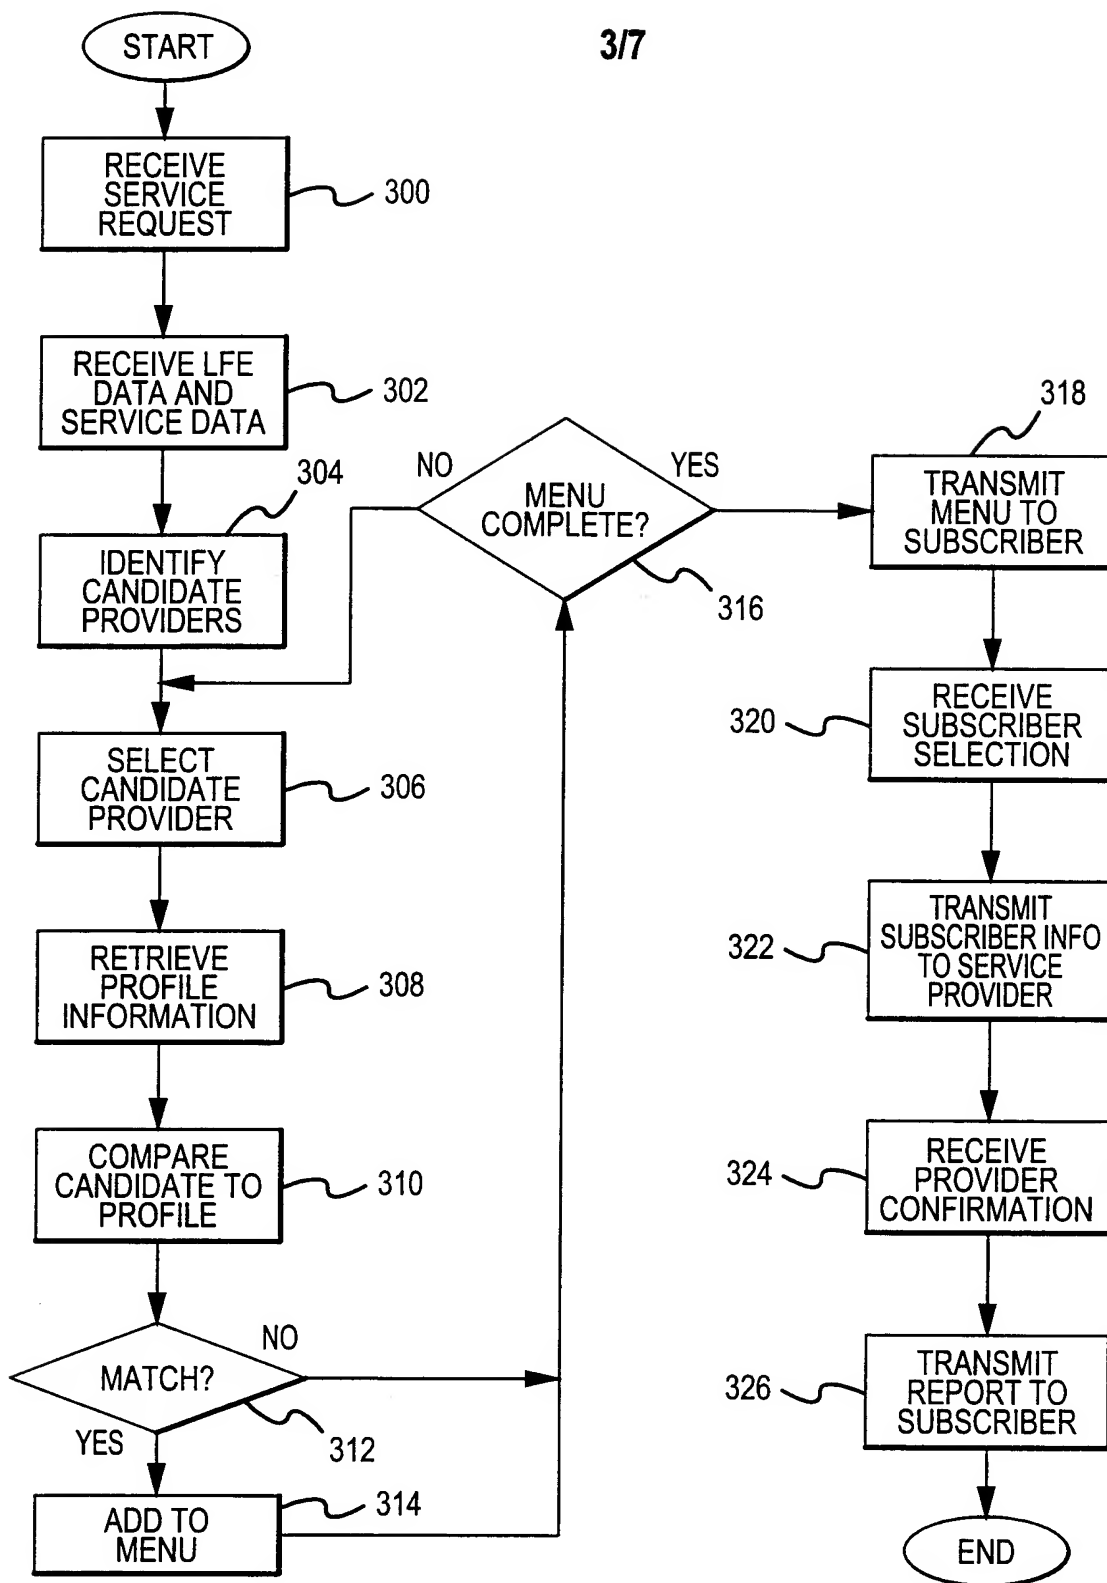 3/7
START
RECEIVE
SERVICE
REQUEST
300
RECEIVE LFE
DATA AND
SERVICE DATA
302
304
IDENTIFY
CANDIDATE
PROVIDERS
SELECT
CANDIDATE
PROVIDER
306
RETRIEVE
PROFILE
INFORMATION
308
COMPARE
CANDIDATE TO
PROFILE
310
MATCH?
NO
YES
312
ADD TO
MENU
314
NO
YES
MENU
COMPLETE?
316
318
TRANSMIT
MENU TO
SUBSCRIBER
320
RECEIVE
SUBSCRIBER
SELECTION
322
TRANSMIT
SUBSCRIBER INFO
TO SERVICE
PROVIDER
324
RECEIVE
PROVIDER
CONFIRMATION
326
TRANSMIT
REPORT TO
SUBSCRIBER
END